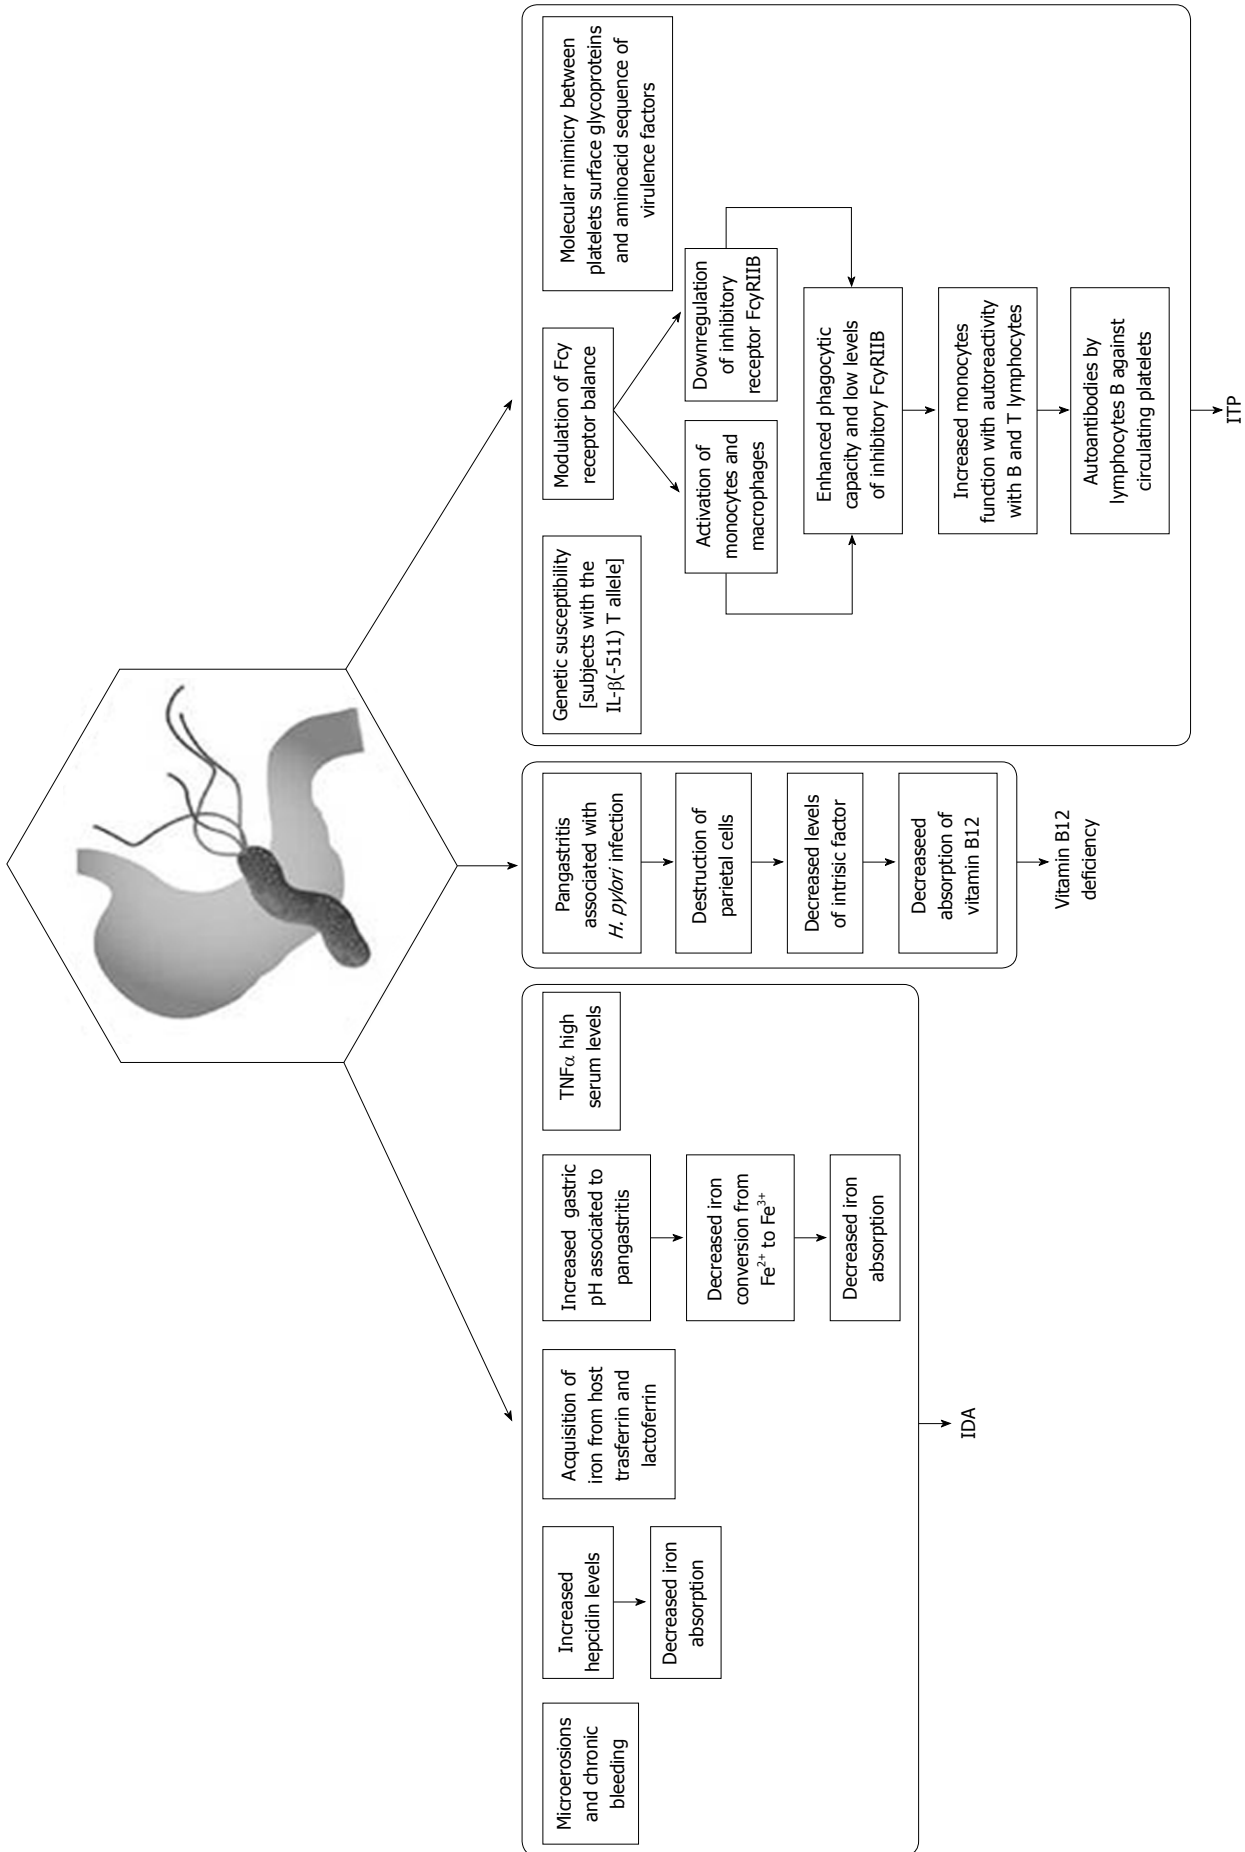 Microerosions
and chronic
bleeding
Increased
hepcidin levels
Decreased iron
absorption
Acquisition of
iron from host
trasferrin and
lactoferrin
Increased gastric
pH associated to
pangastritis
Decreased iron
conversion from
Fe²⁺ to Fe³⁺
Decreased iron
absorption
TNFα high
serum levels
IDA
Pangastritis
associated with
H. pylori infection
Destruction of
parietal cells
Decreased levels
of intrisic factor
Decreaseed
absorption of
vitamin B12
Vitamin B12
deficiency
Genetic susceptibility
[subjects with the
IL-β(-511) T allele]
Modulation of Fcy
receptor balance
Molecular mimicry between
platelets surface glycoproteins
and aminoacid sequence of
virulence factors
Activation of
monocytes and
macrophages
Downregulation
of inhibitory
receptor FcyRIIB
Enhanced phagocytic
capacity and low levels
of inhibitory FcyRIIB
Increased monocytes
function with autoreactivity
with B and T lymphocytes
Autoantibodies by
lymphocytes B against
circulating platelets
ITP